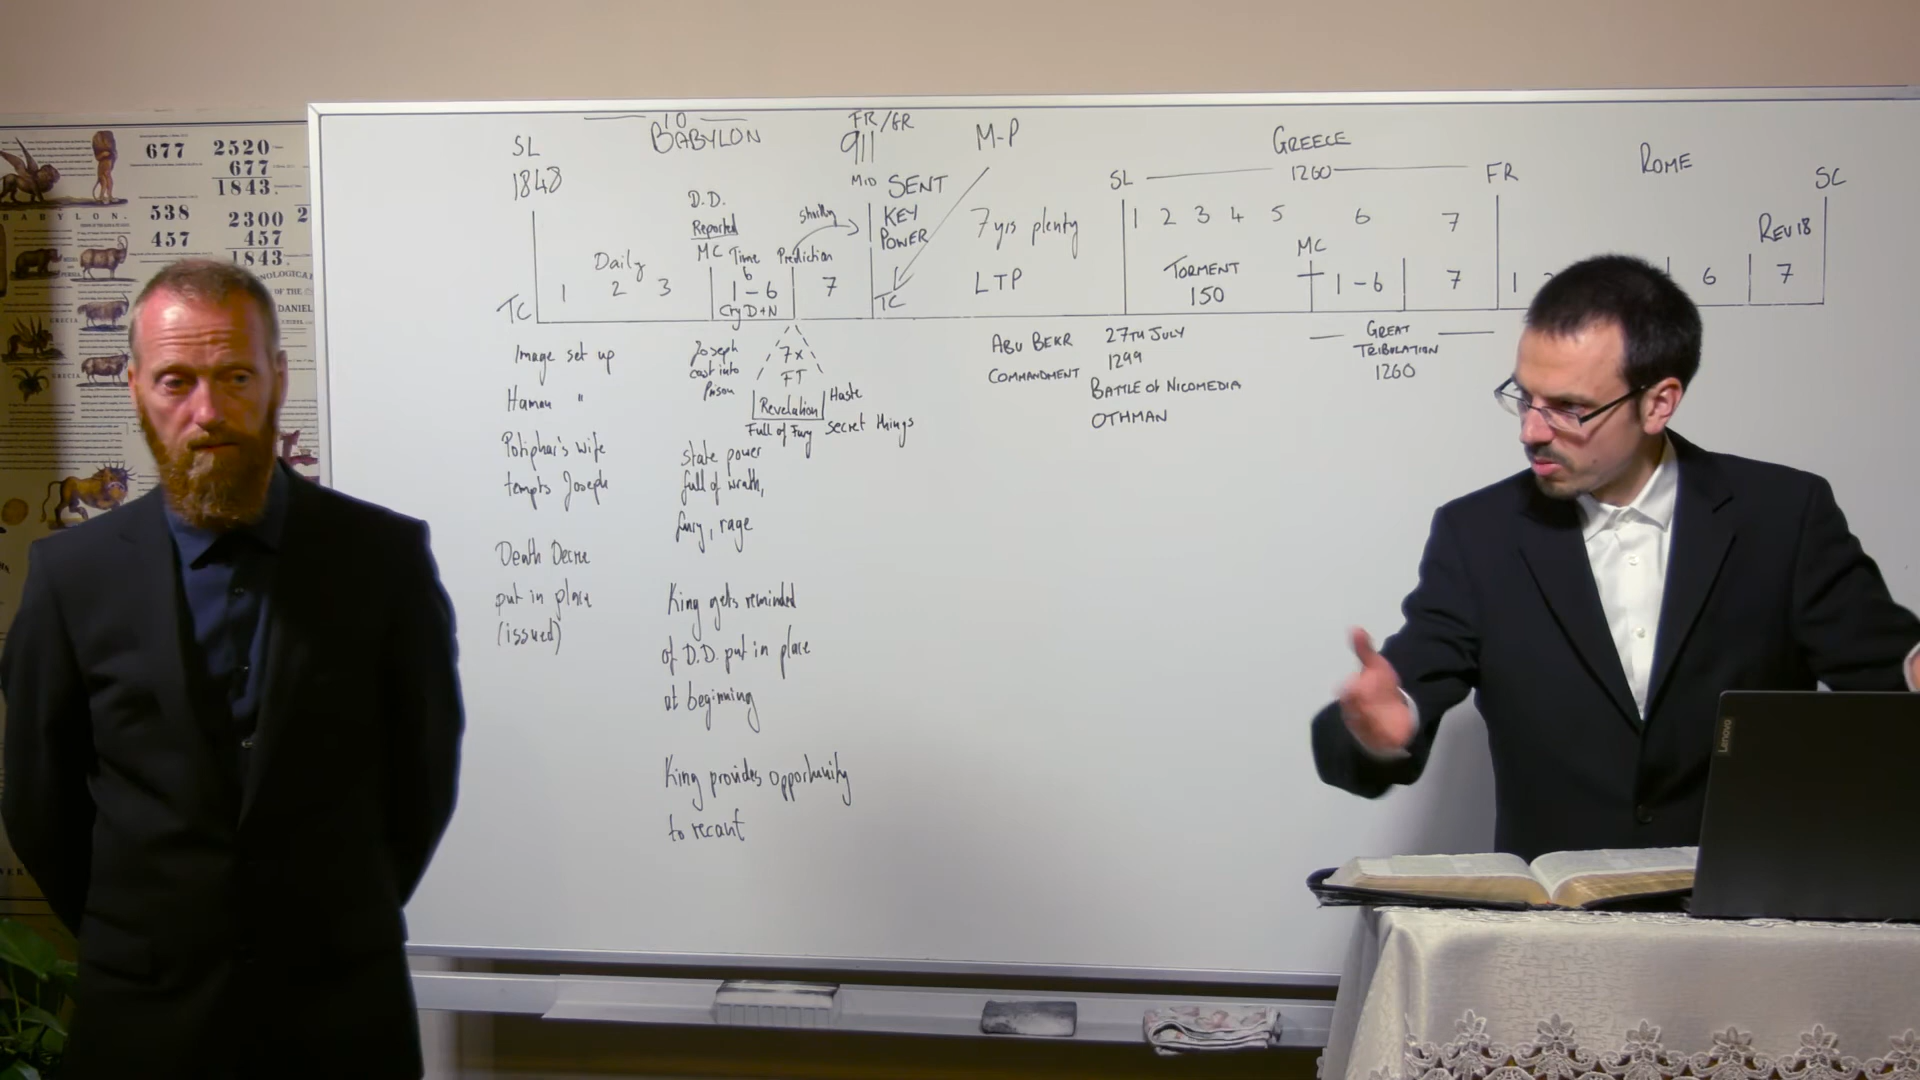 677
2520
677
1843.
538
457
2300
457
1843.
2
BABYLON.
DANIEL
SL
1848
10
BABYLON
FR/GR
911
MID
M-P
SENT
KEY
POWER
D.D.
Reported
MC Time
Prediction
Daily
TC
1 2 3
6
1-6
Cry D+N
7
TC
7 yrs plenty
LTP
GREECE
1260
SL
FR
1 2 3 4 5 6 7
TORMENT
150
MC
1-6
7
ROME
SC
REV 18
1
6
7
Image set up
Haman "
Potiphar's wife
tempts Joseph
Death Decree
put in place
(issued)
Joseph
cast into
Prison
7x
FT
Revelation
Haste
Full of Fury
secret things
state power
full of wrath,
fury, rage
King gets reminded
of D.D. put in place
at beginning
King provides opportunity
to recant
ABU BEKR
COMMANDMENT
27TH JULY
1299
BATTLE OF NICOMEDIA
OTHMAN
GREAT
TRIBULATION
1260
Lenovo